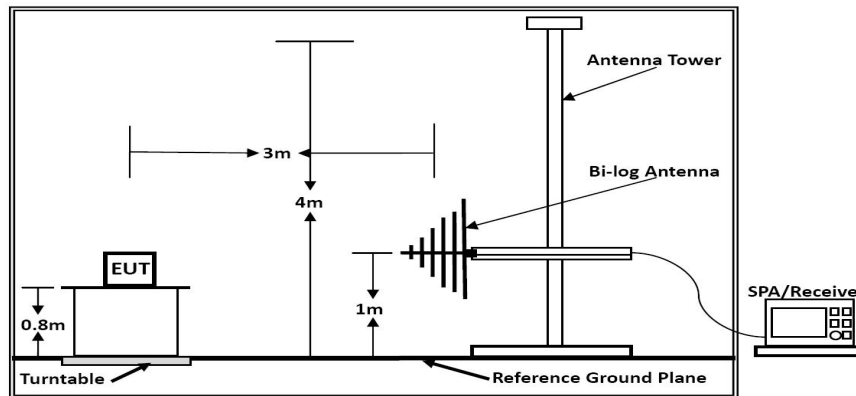 Antenna Tower
3m
Bi-log Antenna
4m
EUT
SPA/Receive
0.8m
1m
Turntable
Reference Ground Plane